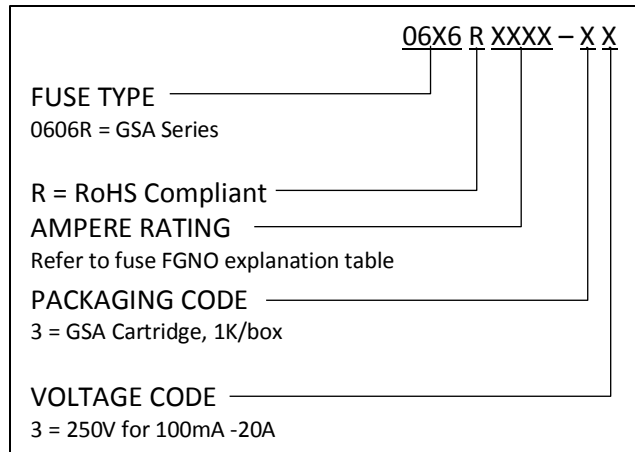 06X6 R XXXX – X X
FUSE TYPE
0606R = GSA Series
R = RoHS Compliant
AMPERE RATING
Refer to fuse FGNO explanation table
PACKAGING CODE
3 = GSA Cartridge, 1K/box
VOLTAGE CODE
3 = 250V for 100mA -20A